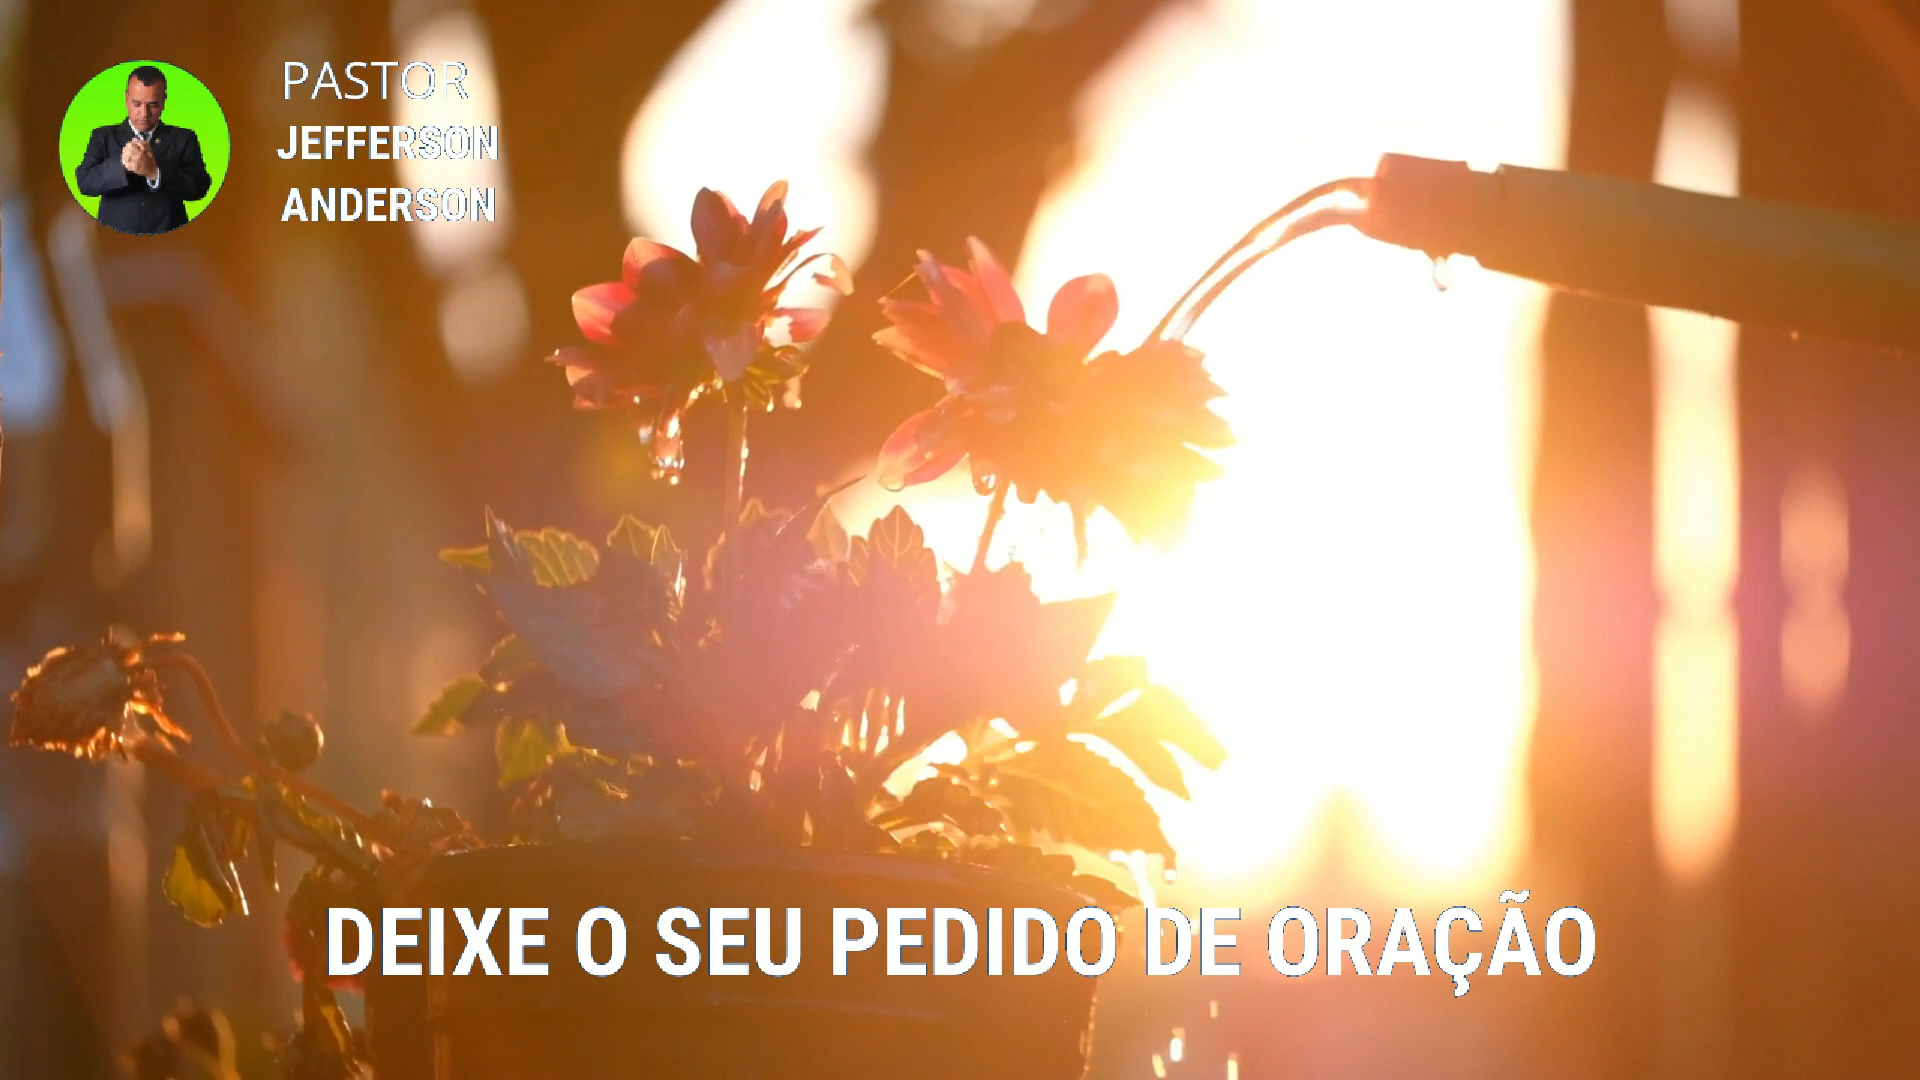 PASTOR
JEFFERSON
ANDERSON
DEIXE O SEU PEDIDO DE ORAÇÃO